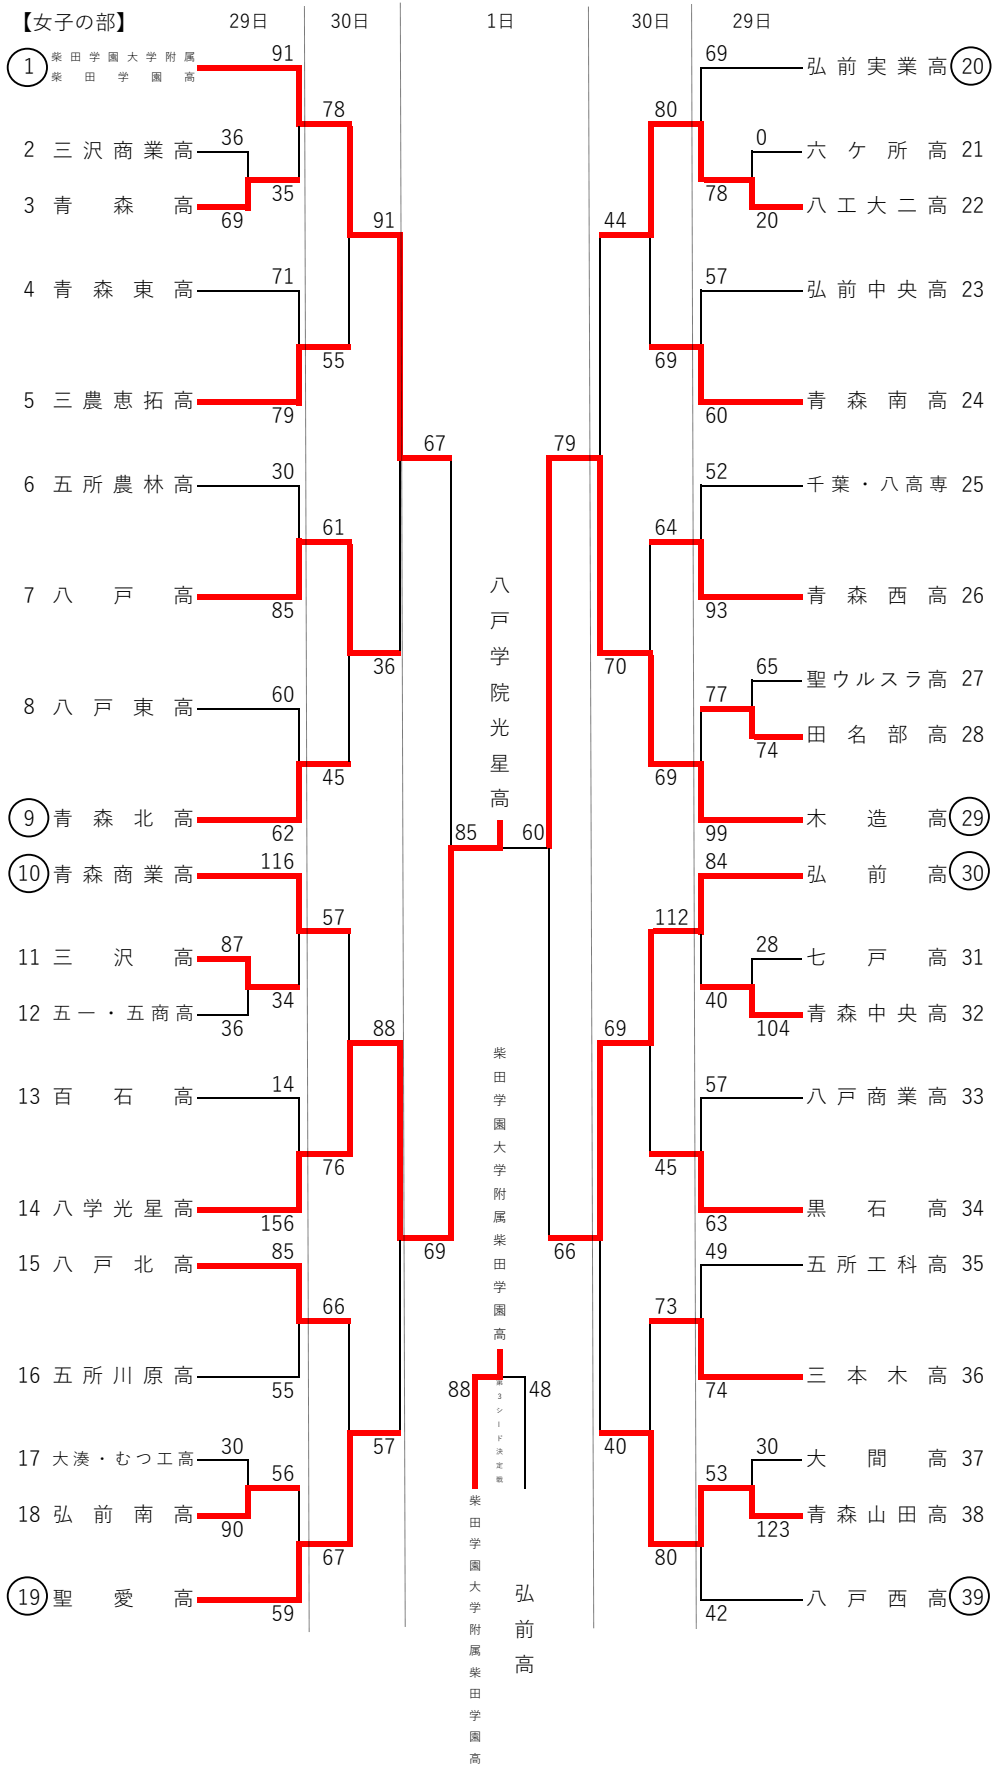 【女子の部】 29日 30日 1日 30日 29日
1 柴田学園大学附属
柴田学園高
91
2 三沢商業高 36
3 青森高 69
35
78
4 青森東高 71
5 三農恵拓高 79
55
91
6 五所農林高 30
7 八戸高 85
61
8 八戸東高 60
9 青森北高 62
45
36
67
10 青森商業高 116
11 三沢高 87
12 五一・五商高 36
34
57
13 百石高 14
14 八学光星高 156
76
88
15 八戸北高 85
16 五所川原高 55
66
17 大湊・むつ工高 30
18 弘前南高 90
56
19 聖愛高 59
67
57
69
85
60
八戸学院光星高
79
66
弘前実業高 20
69
六ケ所高 21
0
八工大二高 22
20
78
80
弘前中央高 23
57
青森南高 24
60
69
44
千葉・八高専 25
52
青森西高 26
93
64
聖ウルスラ高 27
65
田名部高 28
74
77
木造高 29
99
69
70
弘前高 30
84
七戸高 31
28
青森中央高 32
104
40
112
八戸商業高 33
57
黒石高 34
63
45
69
五所工科高 35
49
三本木高 36
74
73
大間高 37
30
青森山田高 38
123
53
八戸西高 39
42
80
40
柴田学園大学附属柴田学園高
88 48
第3シード決定戦
柴田学園大学附属柴田学園高
弘前高